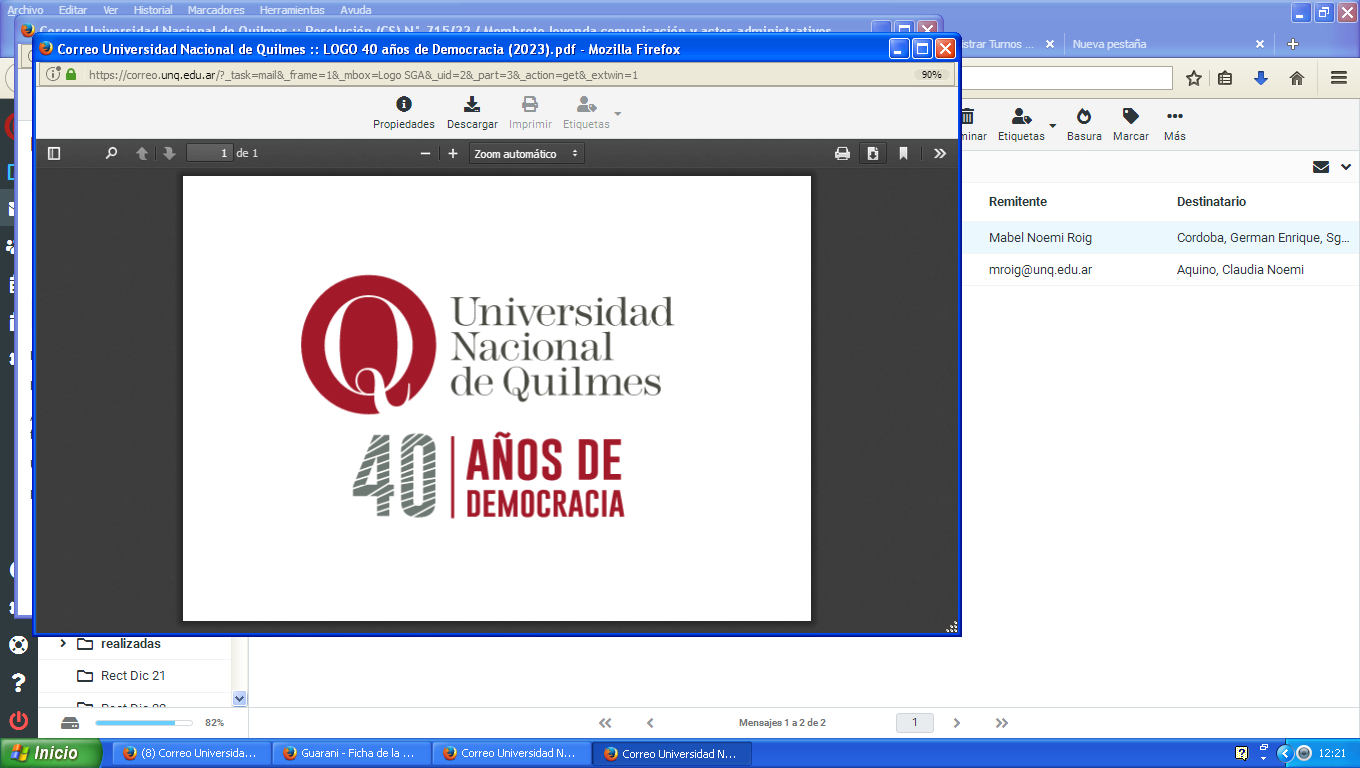 Archivo Editar Ver Historial Marcadores Herramientas Ayuda
Correo Universidad Nacional de Quilmes :: Resolución (CS) N°. 715/22 / Membrete leyenda comunicación y actos administrativos
Correo Universidad Nacional de Quilmes :: LOGO 40 años de Democracia (2023).pdf - Mozilla Firefox
strar Turnos ...
Nueva pestaña
https://correo.unq.edu.ar/?_task=mail&_frame=1&_mbox=Logo SGA&_uid=2&_part=3&_action=get&_extwin=1
90%
Propiedades Descargar Imprimir Etiquetas
minar Etiquetas Basura Marcar Más
1 de 1
Zoom automático
Remitente Destinatario
Mabel Noemi Roig Cordoba, German Enrique, Sg...
mroig@unq.edu.ar Aquino, Claudia Noemi
Universidad
Nacional
de Quilmes
40 AÑOS DE
DEMOCRACIA
realizadas
Rect Dic 21
82%
Mensajes 1 a 2 de 2
1
Inicio
(8) Correo Universida...
Guarani - Ficha de la ...
Correo Universidad N...
Correo Universidad N...
12:21